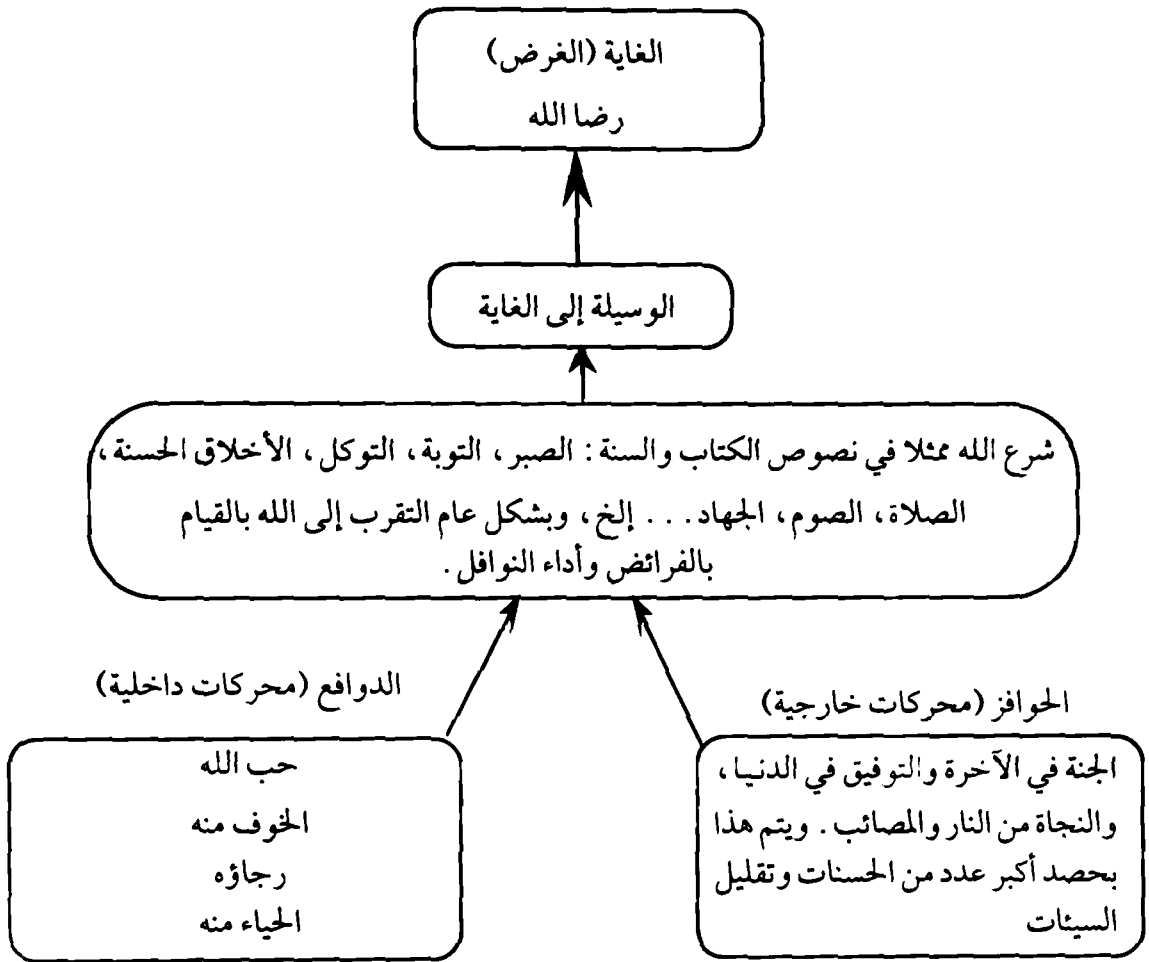 الغاية (الغرض)
رضا الله
الوسيلة إلى الغاية
شرع الله ممثلا في نصوص الكتاب والسنة : الصبر ، التوبة ، التوكل ، الأخلاق الحسنة ،
الصلاة ، الصوم ، الجهاد . . . إلخ ، وبشكل عام التقرب إلى الله بالقيام
بالفرائض وأداء النوافل .
الحوافز (محركات خارجية)
الجنة في الآخرة والتوفيق في الدنيا ،
والنجاة من النار والمصائب . ويتم هذا
بحصد أكبر عدد من الحسنات وتقليل
السيئات
الدوافع (محركات داخلية)
حب الله
الخوف منه
رجاؤه
الحياء منه